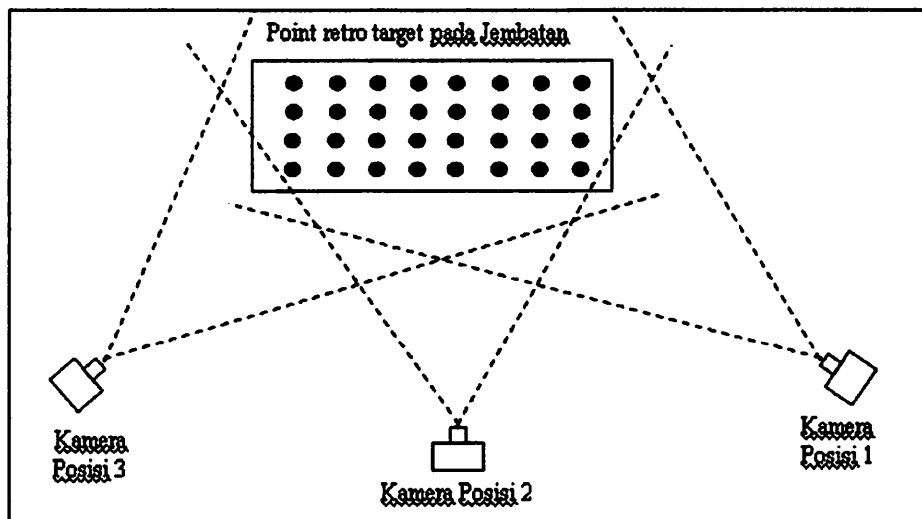 Point retro target pada Jembatan
Kamera
Posisi 3
Kamera Posisi 2
Kamera
Posisi 1